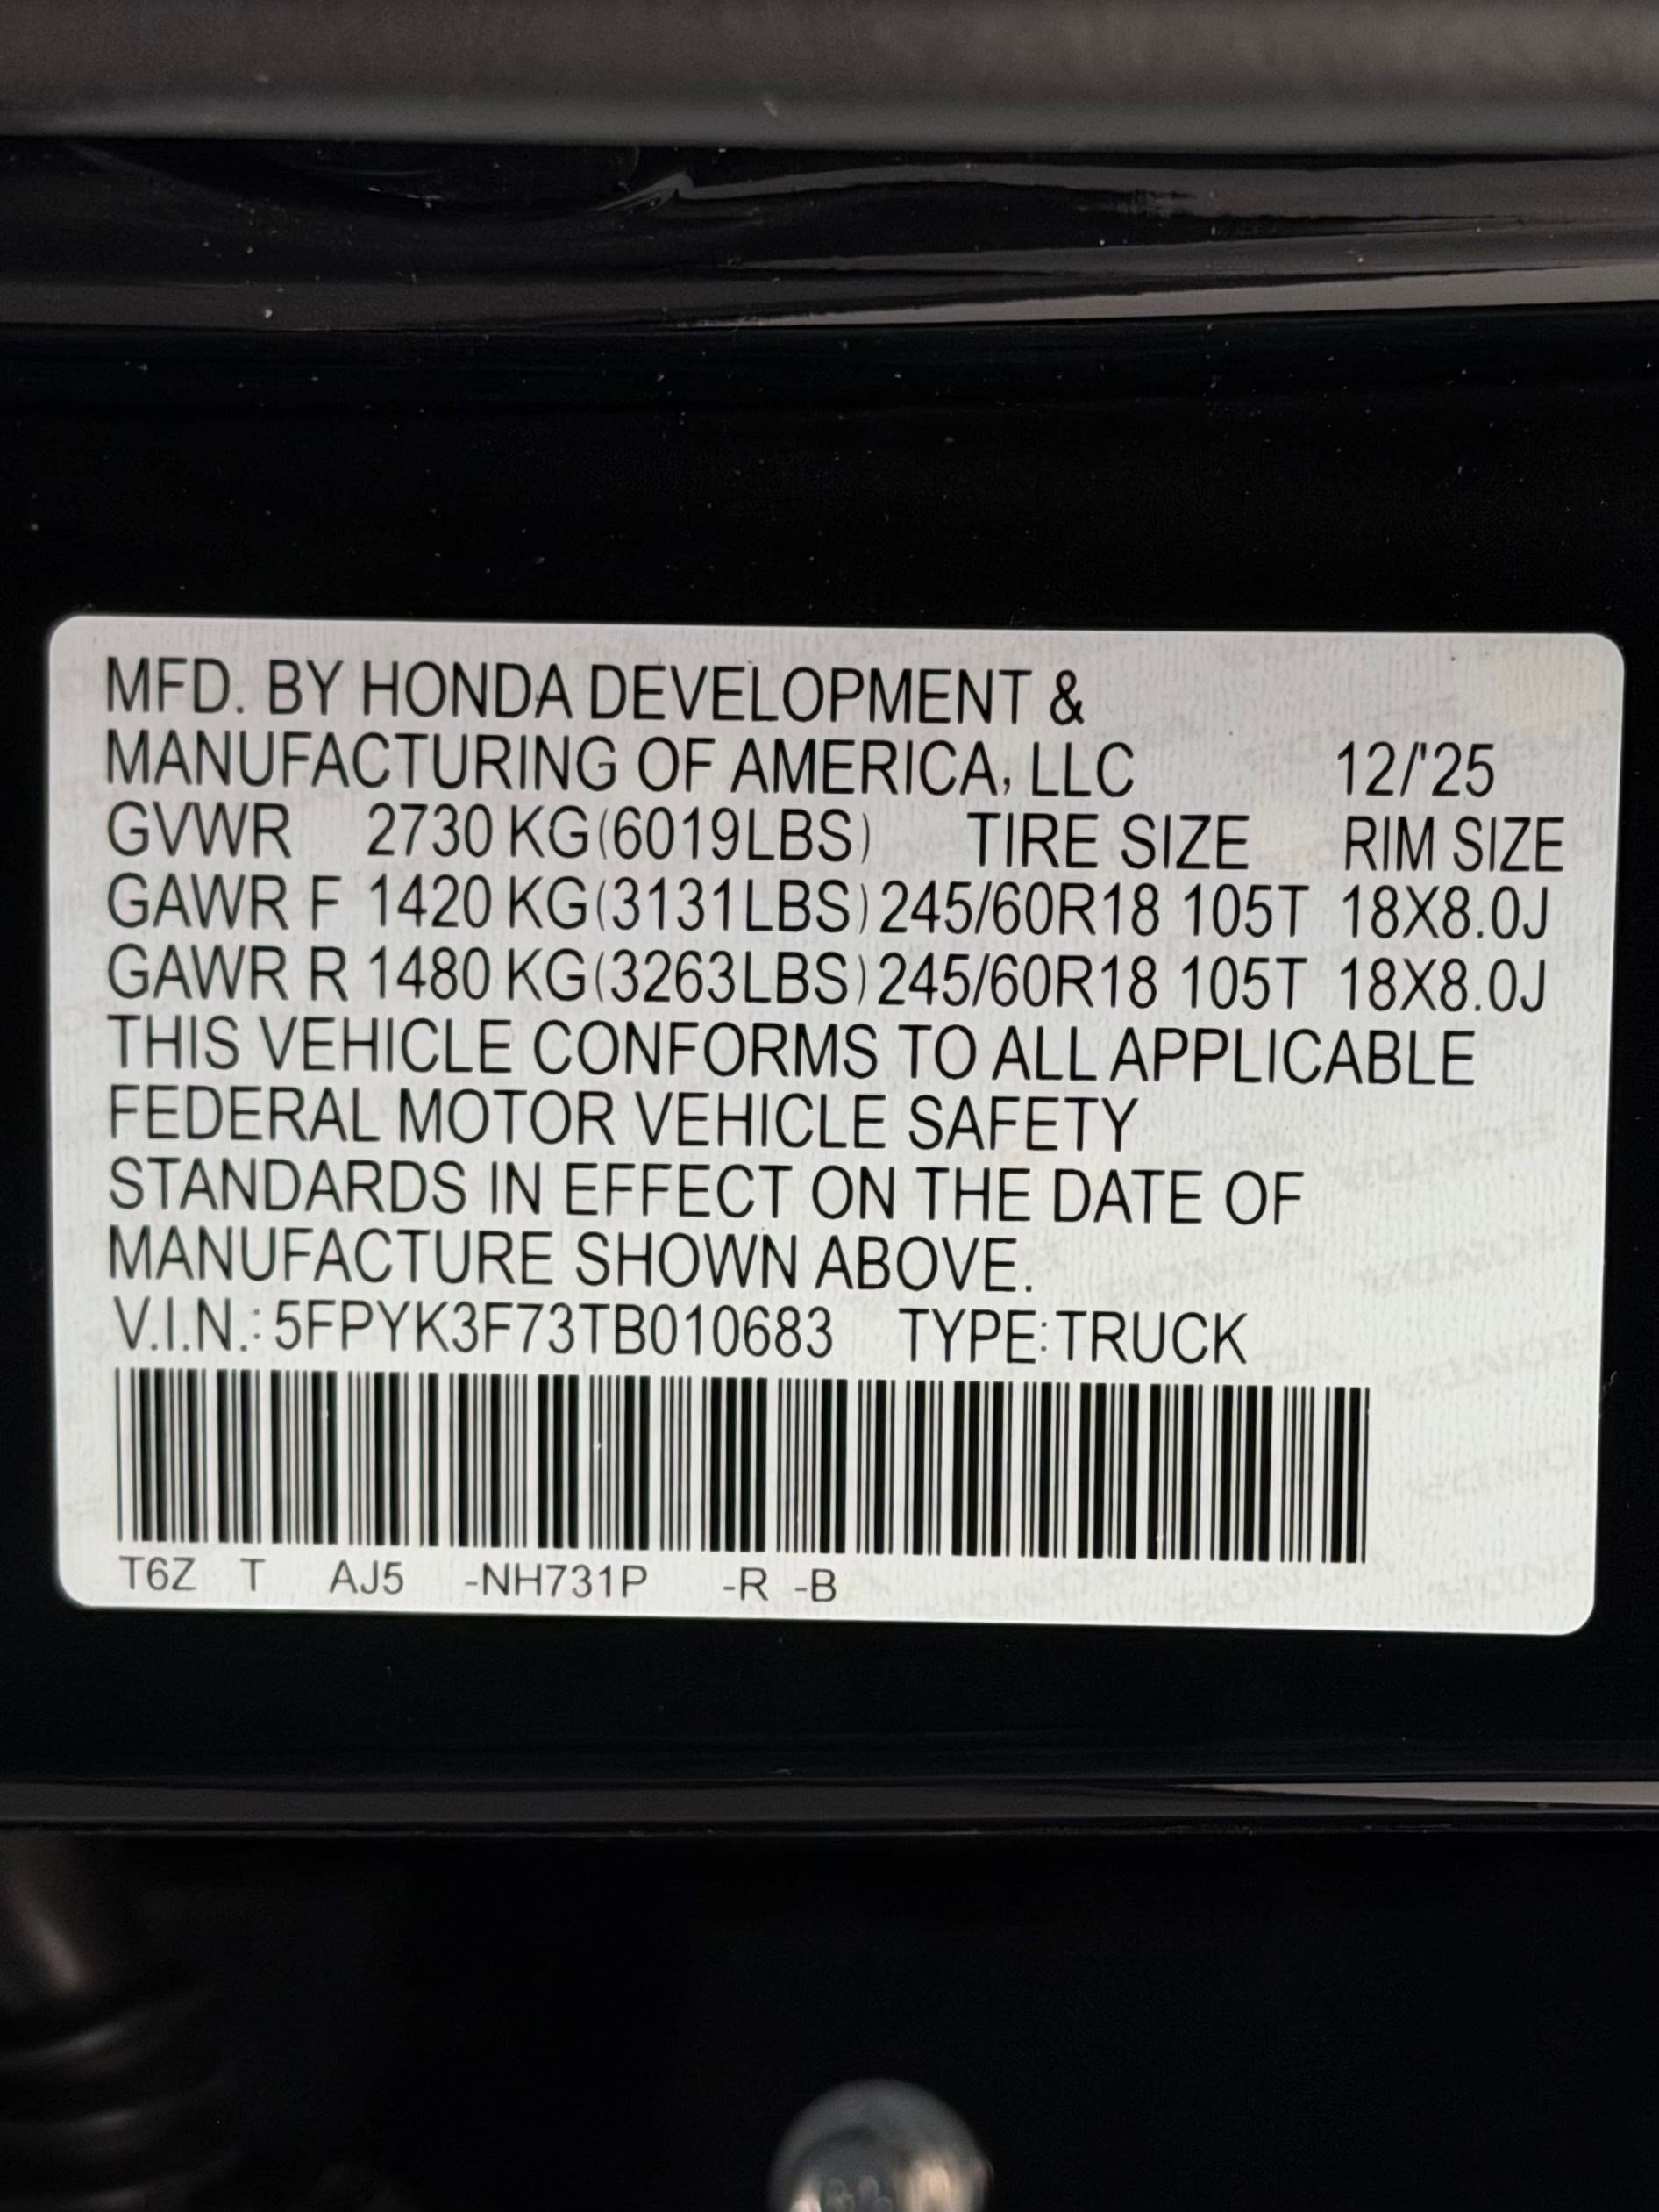 MFD. BY HONDA DEVELOPMENT &
MANUFACTURING OF AMERICA, LLC 12/'25
GVWR 2730 KG(6019LBS) TIRE SIZE RIM SIZE
GAWR F 1420 KG(3131LBS) 245/60R18 105T 18X8.0J
GAWR R 1480 KG(3263LBS) 245/60R18 105T 18X8.0J
THIS VEHICLE CONFORMS TO ALL APPLICABLE
FEDERAL MOTOR VEHICLE SAFETY
STANDARDS IN EFFECT ON THE DATE OF
MANUFACTURE SHOWN ABOVE.
V.I.N.: 5FPYK3F73TB010683 TYPE:TRUCK
T6Z T AJ5 -NH731P -R -B